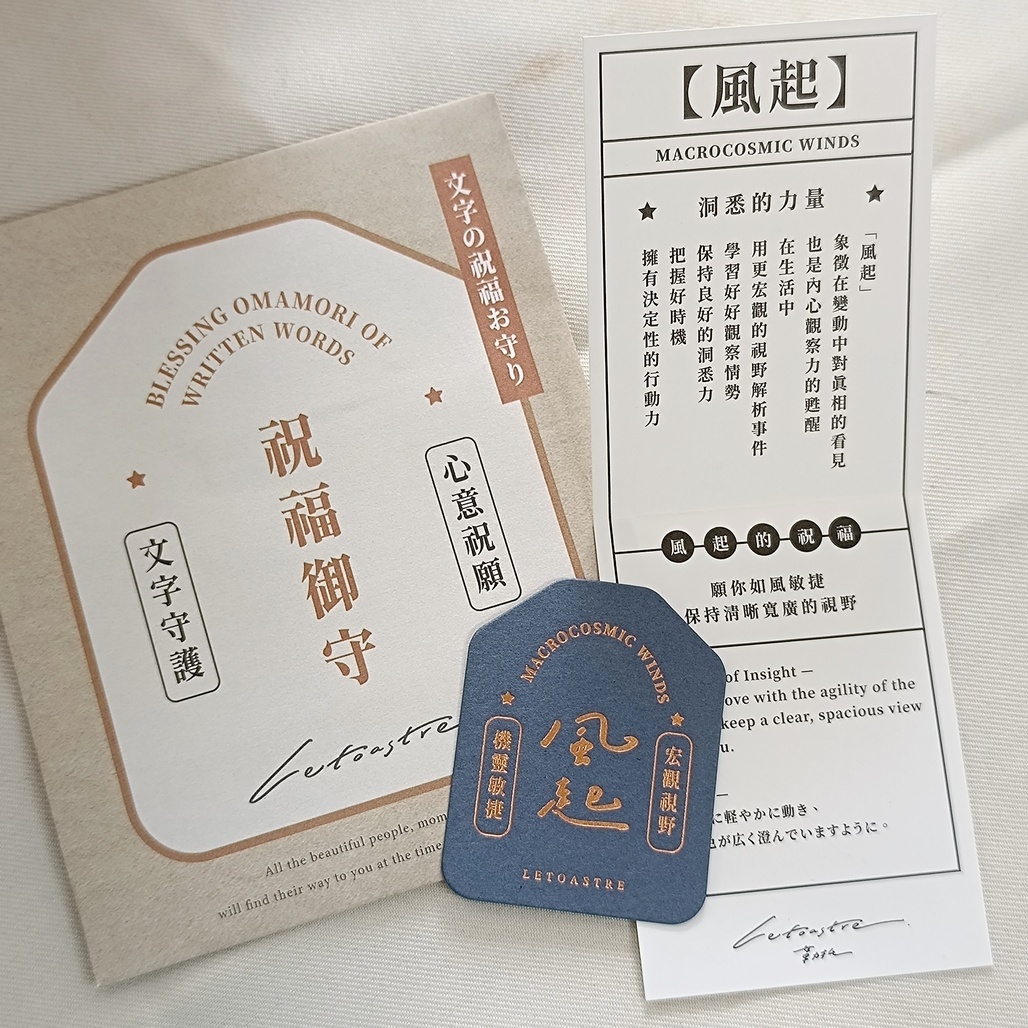 文字の祝福お守り
BLESSING OMAMORI OF
WRITTEN WORDS
祝福御守
心意祝願
文字守護
Letoastre
All the beautiful people,
will find their way to you at the time
【風起】
MACROCOSMIC WINDS
洞悉的力量
「風起」
象徵在變動中對真相的看見
也是內心觀察力的甦醒
在生活中
用更宏觀的視野解析事件
學習好好觀察情勢
保持良好的洞悉力
把握好時機
擁有決定性的行動力
風起的祝福
願你如風敏捷
保持清晰寬廣的視野
of Insight —
with the agility of the
keep a clear, spacious view
に軽やかに動き、
が広く澄んでいますように。
Letoastre
MACROCOSMIC WINDS
風起
宏觀視野
機靈敏捷
LETOASTRE